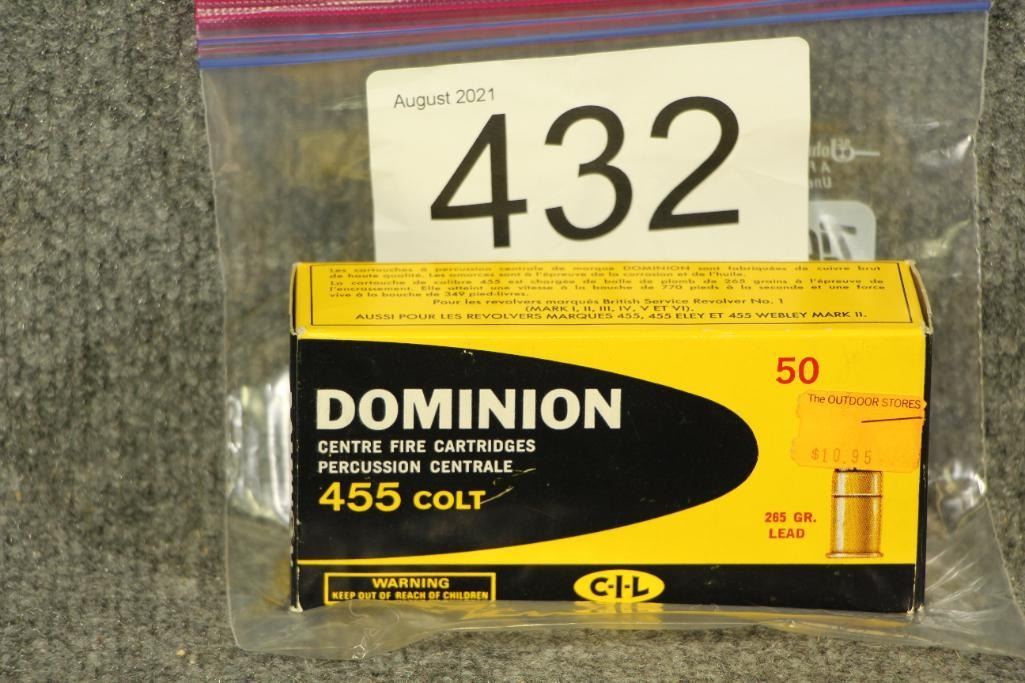 August 2021
432
Les cartouches à percussion centrale de marque DOMINION sont fabriquées de cuivre brut
de haute qualité. Les amorces sont à l'épreuve de la corrosion et de l'huile.
La cartouche de calibre 455 est chargée de balle de plomb de 265 grains à l'épreuve de
l'encrassement. Elle atteint une vitesse à la bouche de 770 pieds à la seconde et une force
vive à la bouche de 349 pied-livres.
Pour les revolvers marqués British Service Revolver No. 1
(MARK I, II, III, IV, V ET VI).
AUSSI POUR LES REVOLVERS MARQUES 455, 455 ELEY ET 455 WEBLEY MARK II.
50
The OUTDOOR STORES
$10.95
DOMINION
CENTRE FIRE CARTRIDGES
PERCUSSION CENTRALE
455 COLT
265 GR.
LEAD
WARNING
KEEP OUT OF REACH OF CHILDREN
C-I-L